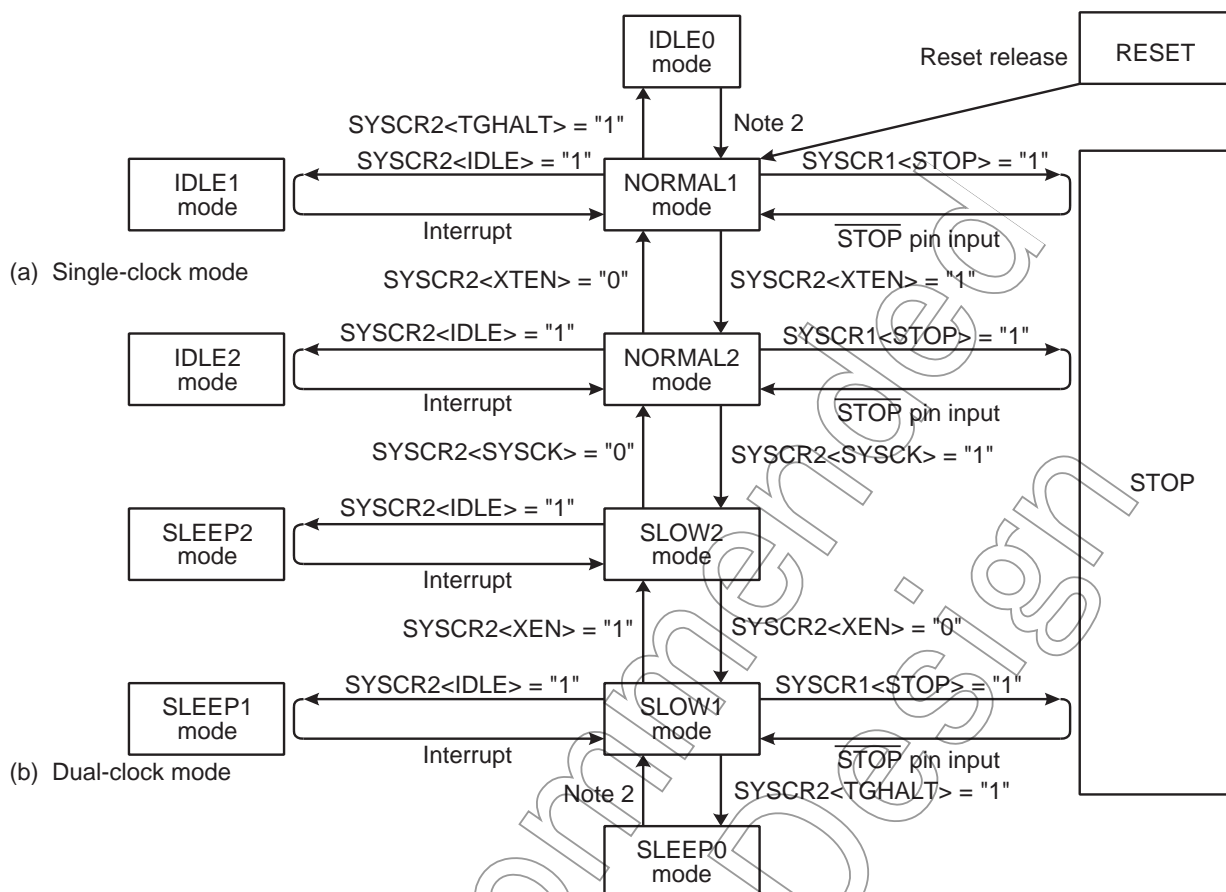 IDLE0
mode
Reset release
RESET
SYSCR2<TGHALT> = "1"
Note 2
SYSCR2<IDLE> = "1"
SYSCR1<STOP> = "1"
IDLE1
mode
NORMAL1
mode
Interrupt
STOP pin input
(a) Single-clock mode
SYSCR2<XTEN> = "0"
SYSCR2<XTEN> = "1"
SYSCR2<IDLE> = "1"
SYSCR1<STOP> = "1"
IDLE2
mode
NORMAL2
mode
Interrupt
STOP pin input
SYSCR2<SYSCK> = "0"
SYSCR2<SYSCK> = "1"
STOP
SYSCR2<IDLE> = "1"
SLEEP2
mode
SLOW2
mode
Interrupt
SYSCR2<XEN> = "1"
SYSCR2<XEN> = "0"
SYSCR2<IDLE> = "1"
SYSCR1<STOP> = "1"
SLEEP1
mode
SLOW1
mode
Interrupt
STOP pin input
(b) Dual-clock mode
Note 2
SYSCR2<TGHALT> = "1"
SLEEP0
mode
Design